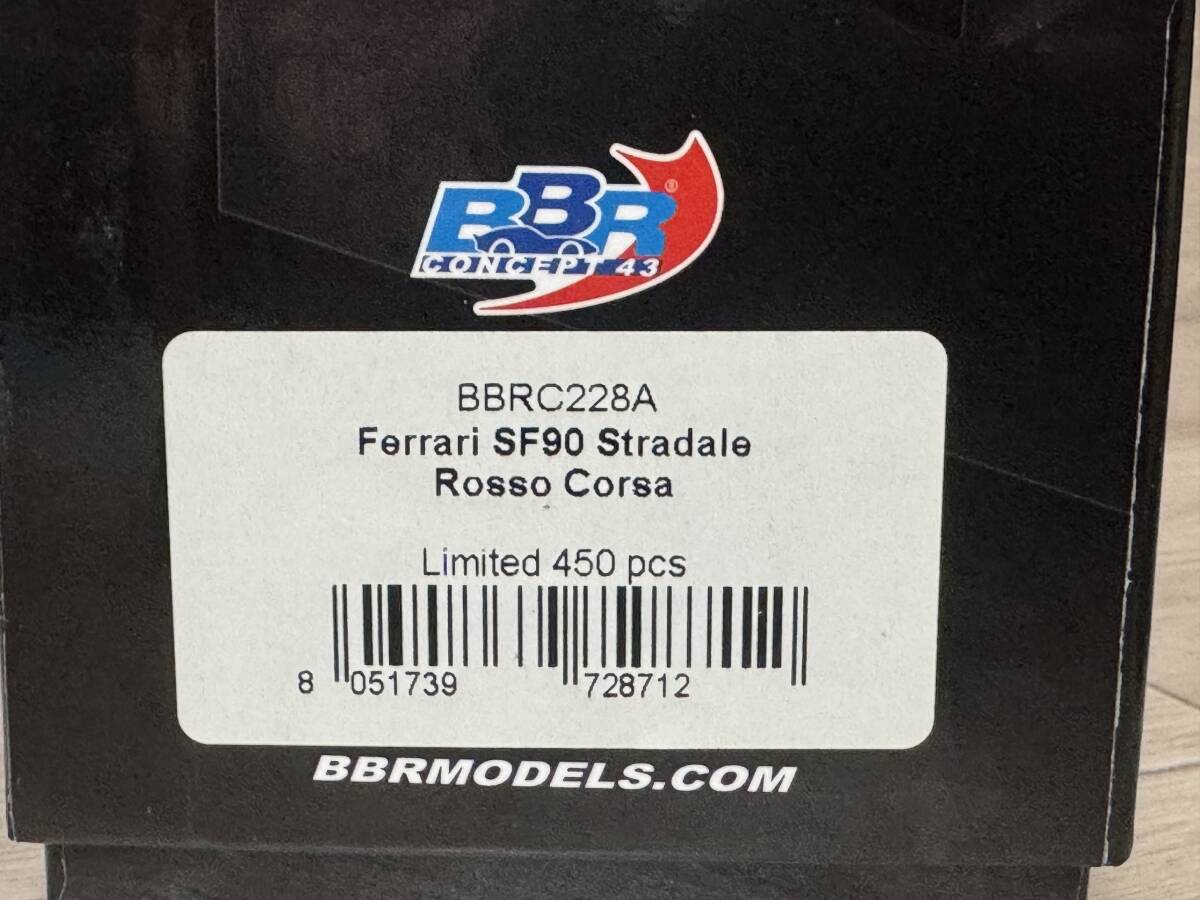 BBR®
CONCEPT 43
BBRC228A
Ferrari SF90 Stradale
Rosso Corsa
Limited 450 pcs
8 051739 728712
BBRMODELS.COM